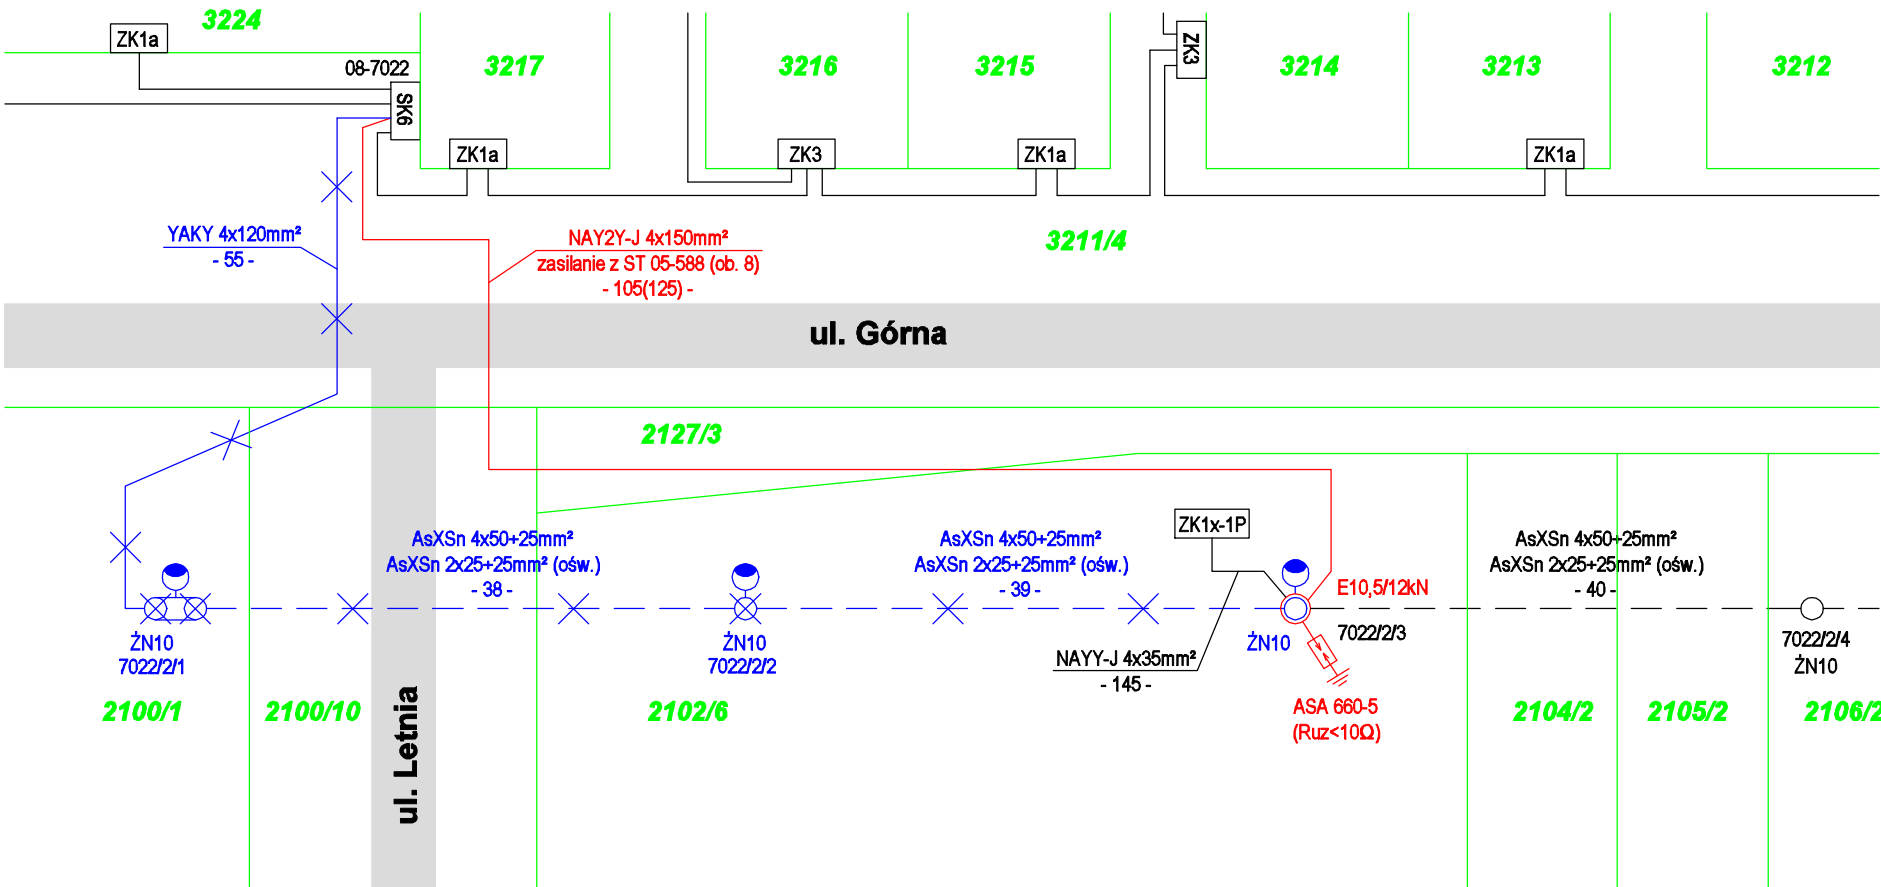 3224
ZK1a
08-7022
SK6
3217
3216
3215
ZK3
3214
3213
3212
ZK1a
ZK3
ZK1a
ZK1a
YAKY 4x120mm²
- 55 -
NAY2Y-J 4x150mm²
zasilanie z ST 05-588 (ob. 8)
- 105(125) -
3211/4
ul. Górna
2127/3
AsXSn 4x50+25mm²
AsXSn 2x25+25mm² (ośw.)
- 38 -
AsXSn 4x50+25mm²
AsXSn 2x25+25mm² (ośw.)
- 39 -
ZK1x-1P
AsXSn 4x50+25mm²
AsXSn 2x25+25mm² (ośw.)
- 40 -
E10,5/12kN
ŻN10
7022/2/1
ŻN10
7022/2/2
ŻN10
7022/2/3
7022/2/4
ŻN10
NAYY-J 4x35mm²
- 145 -
ASA 660-5
(Ruz<10Ω)
2100/1
2100/10
ul. Letnia
2102/6
2104/2
2105/2
2106/2